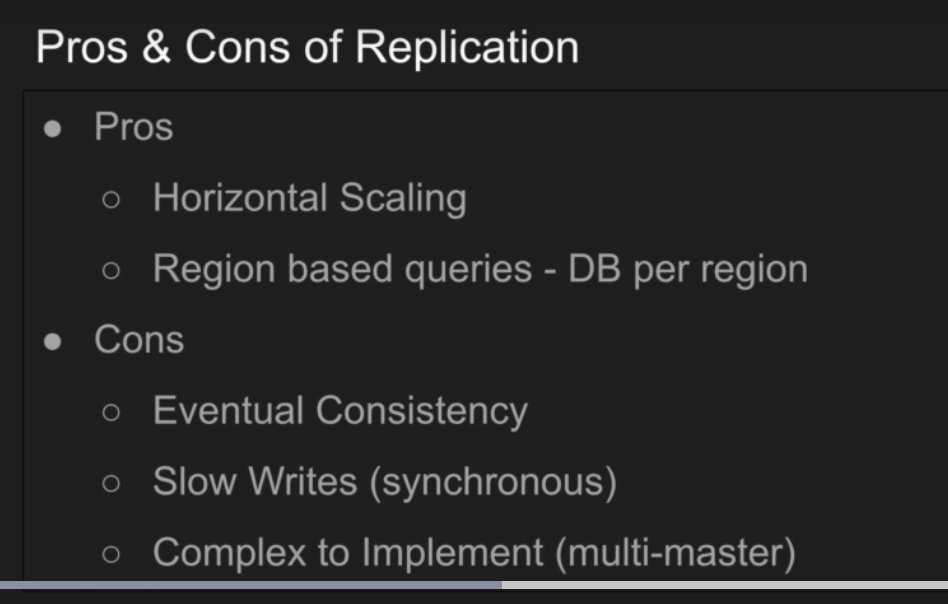 Pros & Cons of Replication
● Pros
○ Horizontal Scaling
○ Region based queries - DB per region
● Cons
○ Eventual Consistency
○ Slow Writes (synchronous)
○ Complex to Implement (multi-master)